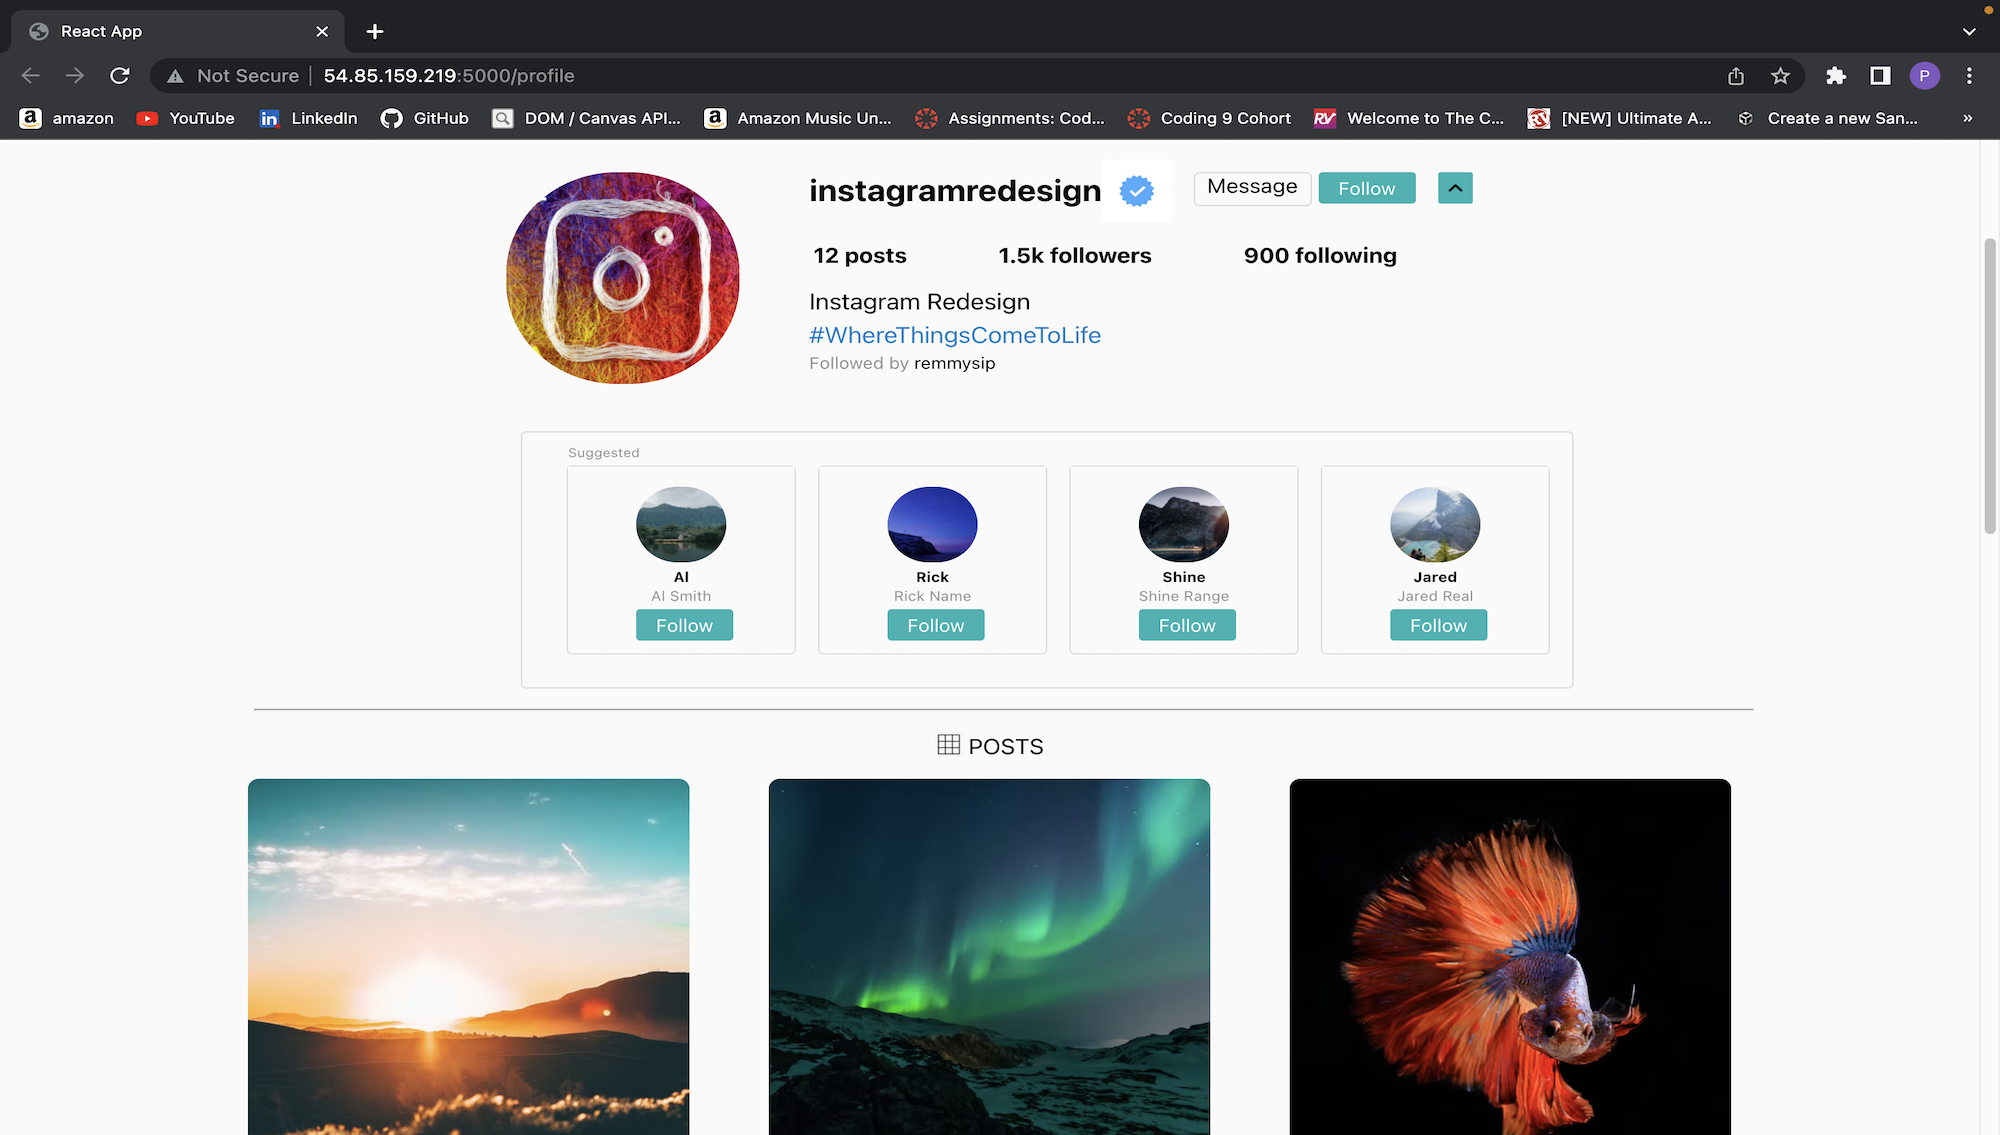 React App
Not Secure | 54.85.159.219:5000/profile
P
amazon YouTube LinkedIn GitHub DOM / Canvas API... Amazon Music Un... Assignments: Cod... Coding 9 Cohort Welcome to The C... [NEW] Ultimate A... Create a new San... »
instagramredesign Message Follow
12 posts 1.5k followers 900 following
Instagram Redesign
#WhereThingsComeToLife
Followed by remmysip
Suggested
Al Rick Shine Jared
Al Smith Rick Name Shine Range Jared Real
Follow Follow Follow Follow
POSTS